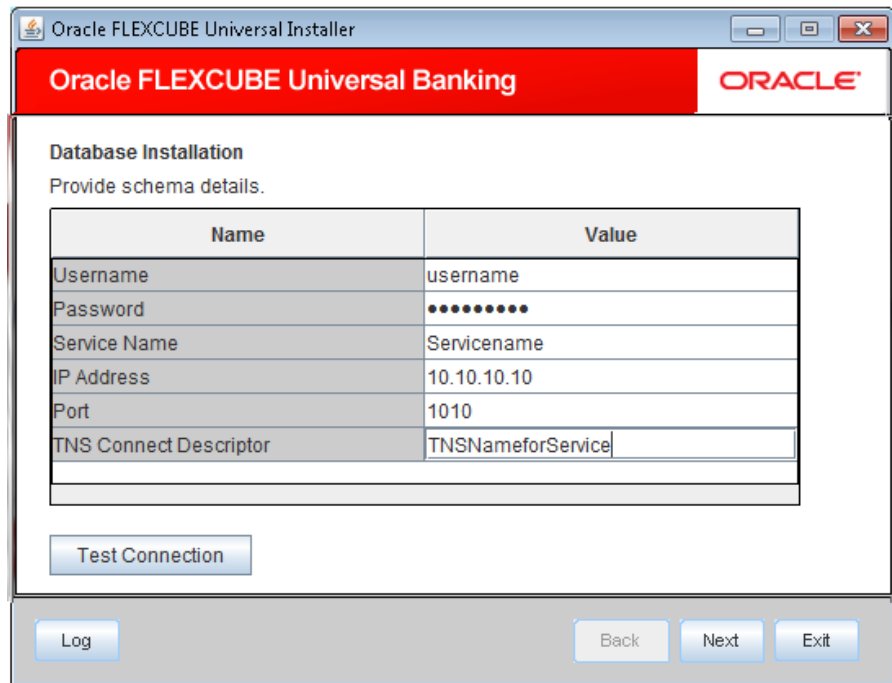 Oracle FLEXCUBE Universal Installer
Oracle FLEXCUBE Universal Banking
ORACLE
Database Installation
Provide schema details.
Name Value
Username username
Password •••••••••
Service Name Servicename
IP Address 10.10.10.10
Port 1010
TNS Connect Descriptor TNSNameforService
Test Connection
Log Back Next Exit